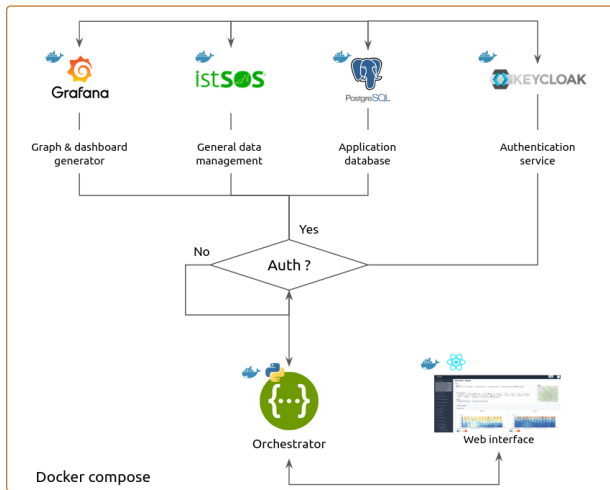 Grafana
istSOS
PostgreSQL
KEYCLOAK
Graph & dashboard
generator
General data
management
Application
database
Authentication
service
Yes
No
Auth ?
{...}
Orchestrator
Web interface
Docker compose